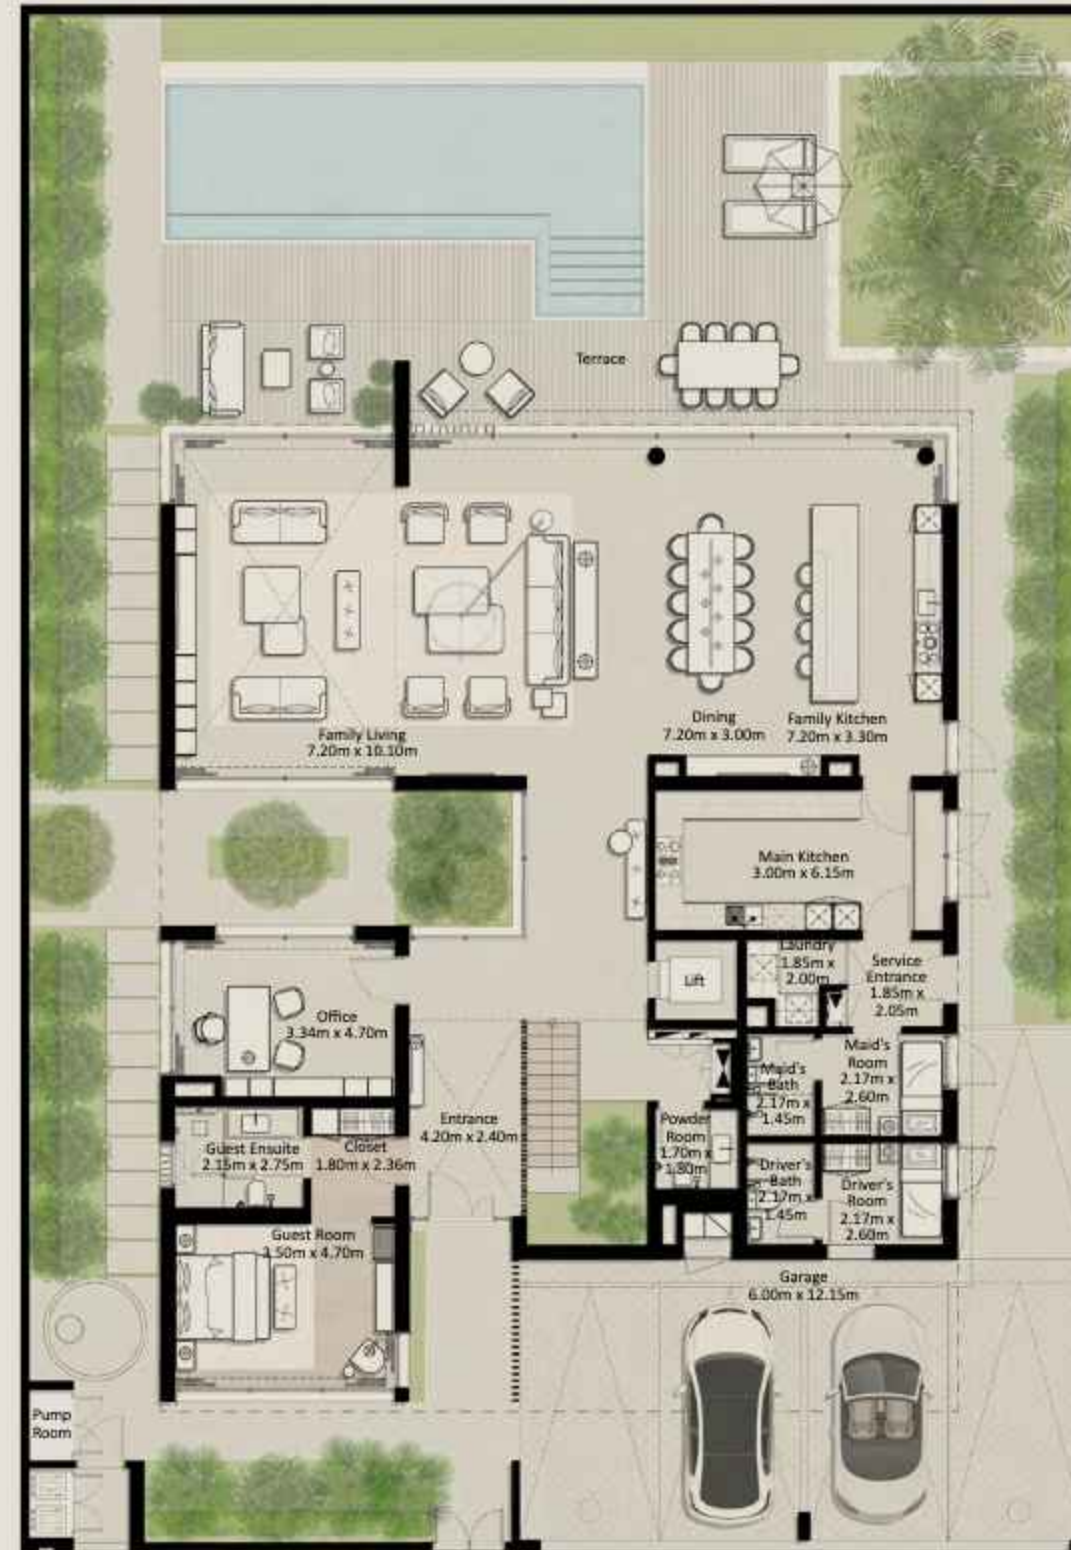 Terrace
Family Living
7.20m x 10.10m
Dining
7.20m x 3.00m
Family Kitchen
7.20m x 3.30m
Main Kitchen
3.00m x 6.15m
Lift
Laundry
1.85m x
2.00m
Service
Entrance
1.85m x
2.05m
Office
3.34m x 4.70m
Maid's
Room
2.17m x
2.60m
Maid's
Bath
2.17m x
1.45m
Entrance
4.20m x 2.40m
Powder
Room
1.70m x
1.80m
Guest Ensuite
2.15m x 2.75m
Closet
1.80m x 2.36m
Driver's
Bath
2.17m x
1.45m
Driver's
Room
2.17m x
2.60m
Guest Room
3.50m x 4.70m
Garage
6.00m x 12.15m
Pump
Room